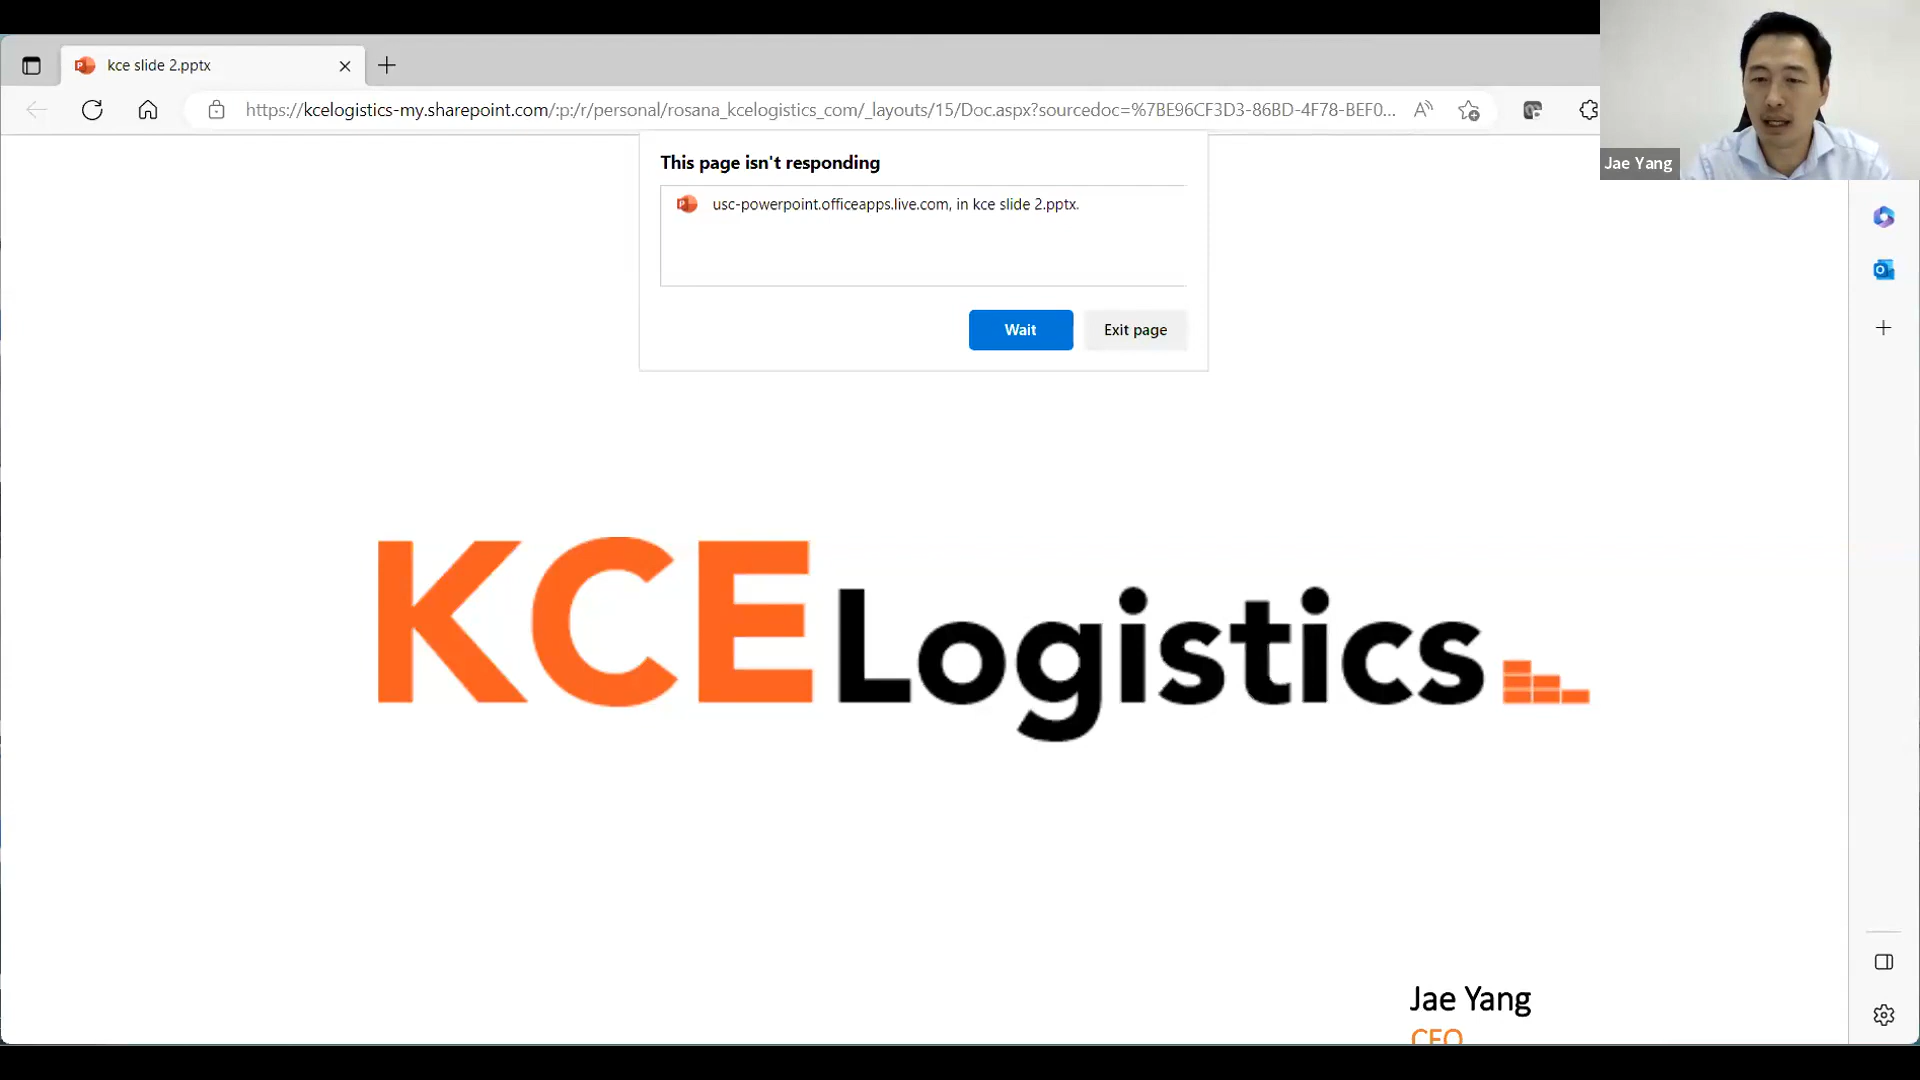 kce slide 2.pptx
https://kcelogistics-my.sharepoint.com/:p:/r/personal/rosana_kcelogistics_com/_layouts/15/Doc.aspx?sourcedoc=%7BE96CF3D3-86BD-4F78-BEF0...
Jae Yang
This page isn't responding
usc-powerpoint.officeapps.live.com, in kce slide 2.pptx.
Wait Exit page
KCE Logistics
Jae Yang
CEO